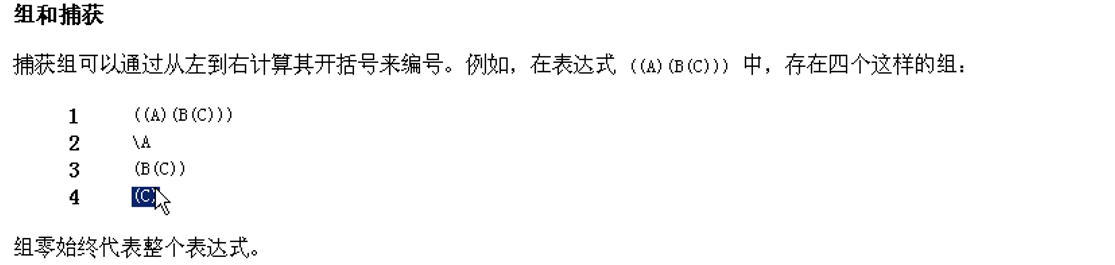 组和捕获
捕获组可以通过从左到右计算其开括号来编号。例如，在表达式 ((A)(B(C))) 中，存在四个这样的组：
1 ((A)(B(C)))
2 \A
3 (B(C))
4 (C)
组零始终代表整个表达式。